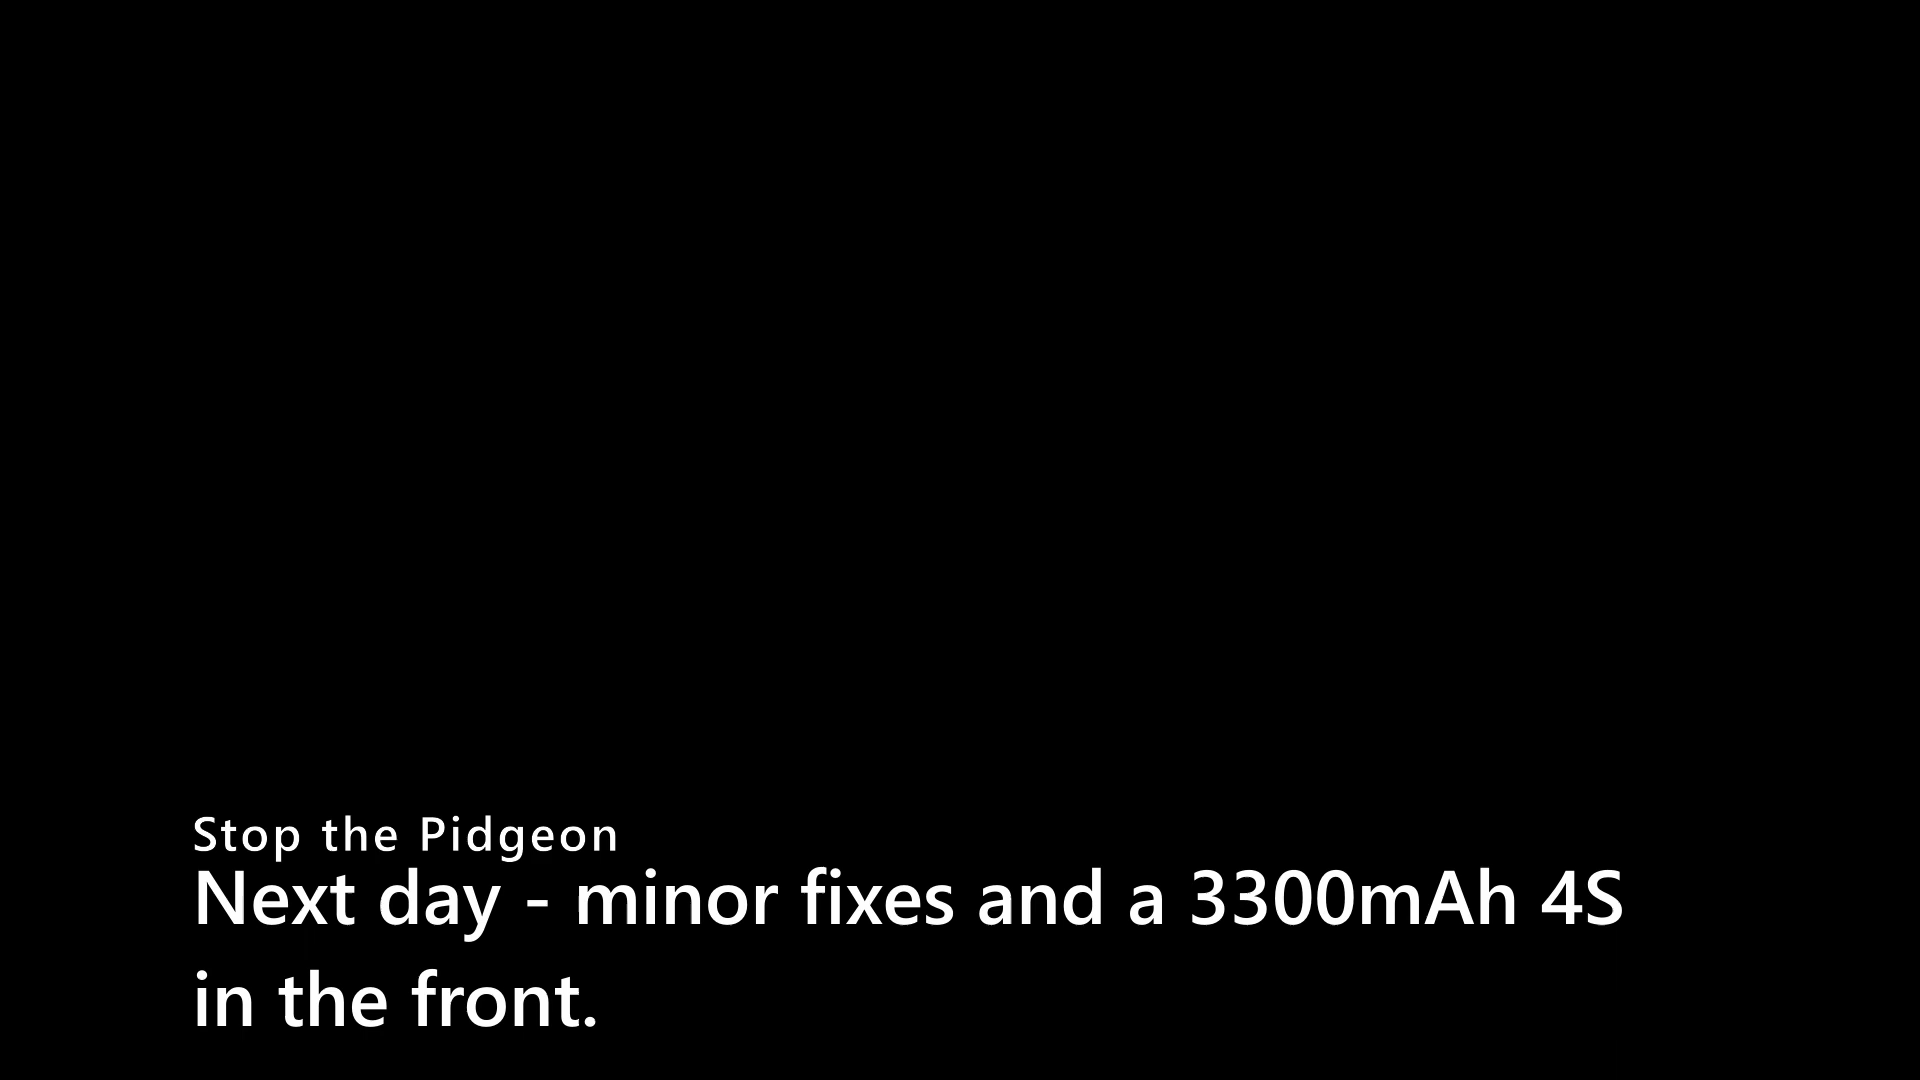 Stop the Pidgeon
Next day - minor fixes and a 3300mAh 4S
in the front.